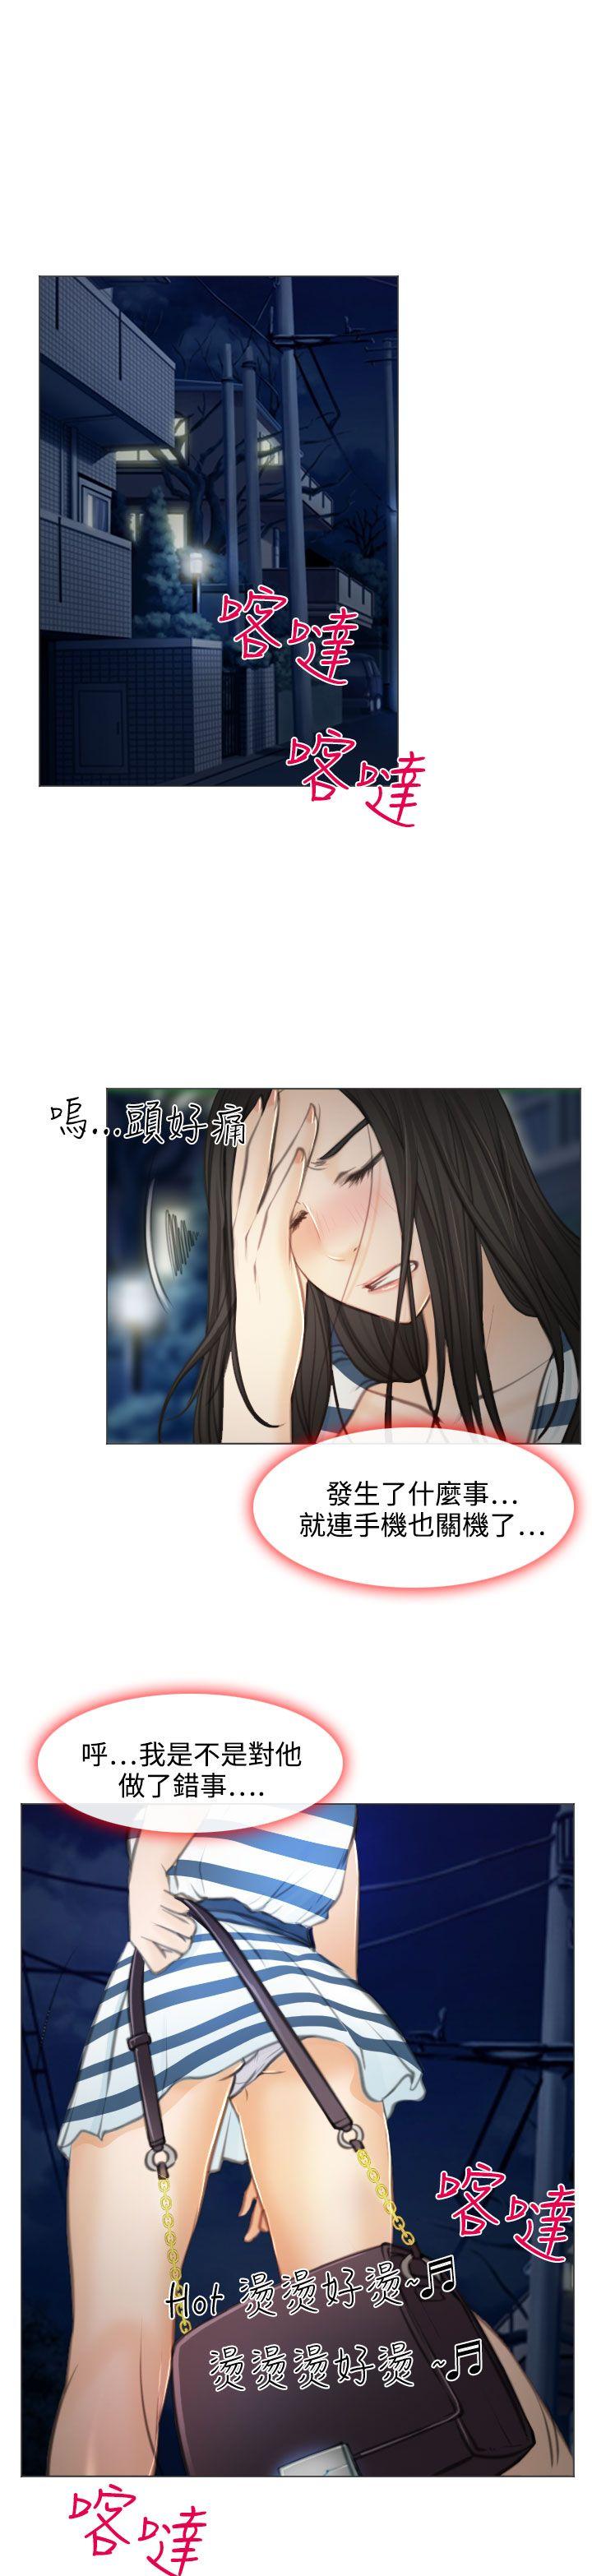 喀噠
喀噠
嗚...頭好痛
發生了什麼事...
就連手機也關機了...
呼...我是不是對他
做了錯事....
喀噠
Hot 燙燙好燙~♫
燙燙燙好燙 ~♫
喀噠